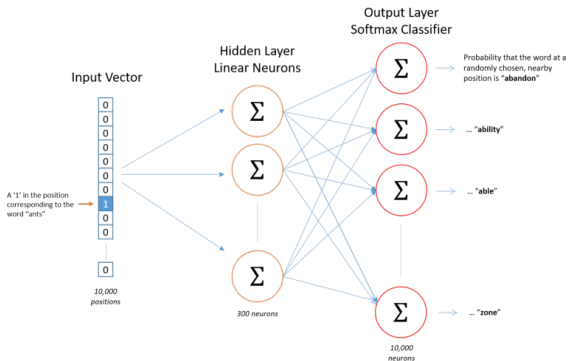 Output Layer
Softmax Classifier
Hidden Layer
Linear Neurons
Input Vector
Probability that the word at a
randomly chosen, nearby
position is “abandon”
… “ability”
… “able”
… “zone”
A ‘1’ in the position
corresponding to the
word “ants”
0
0
0
0
0
0
0
1
0
0
0
10,000
positions
Σ
Σ
Σ
300 neurons
Σ
Σ
Σ
Σ
10,000
neurons